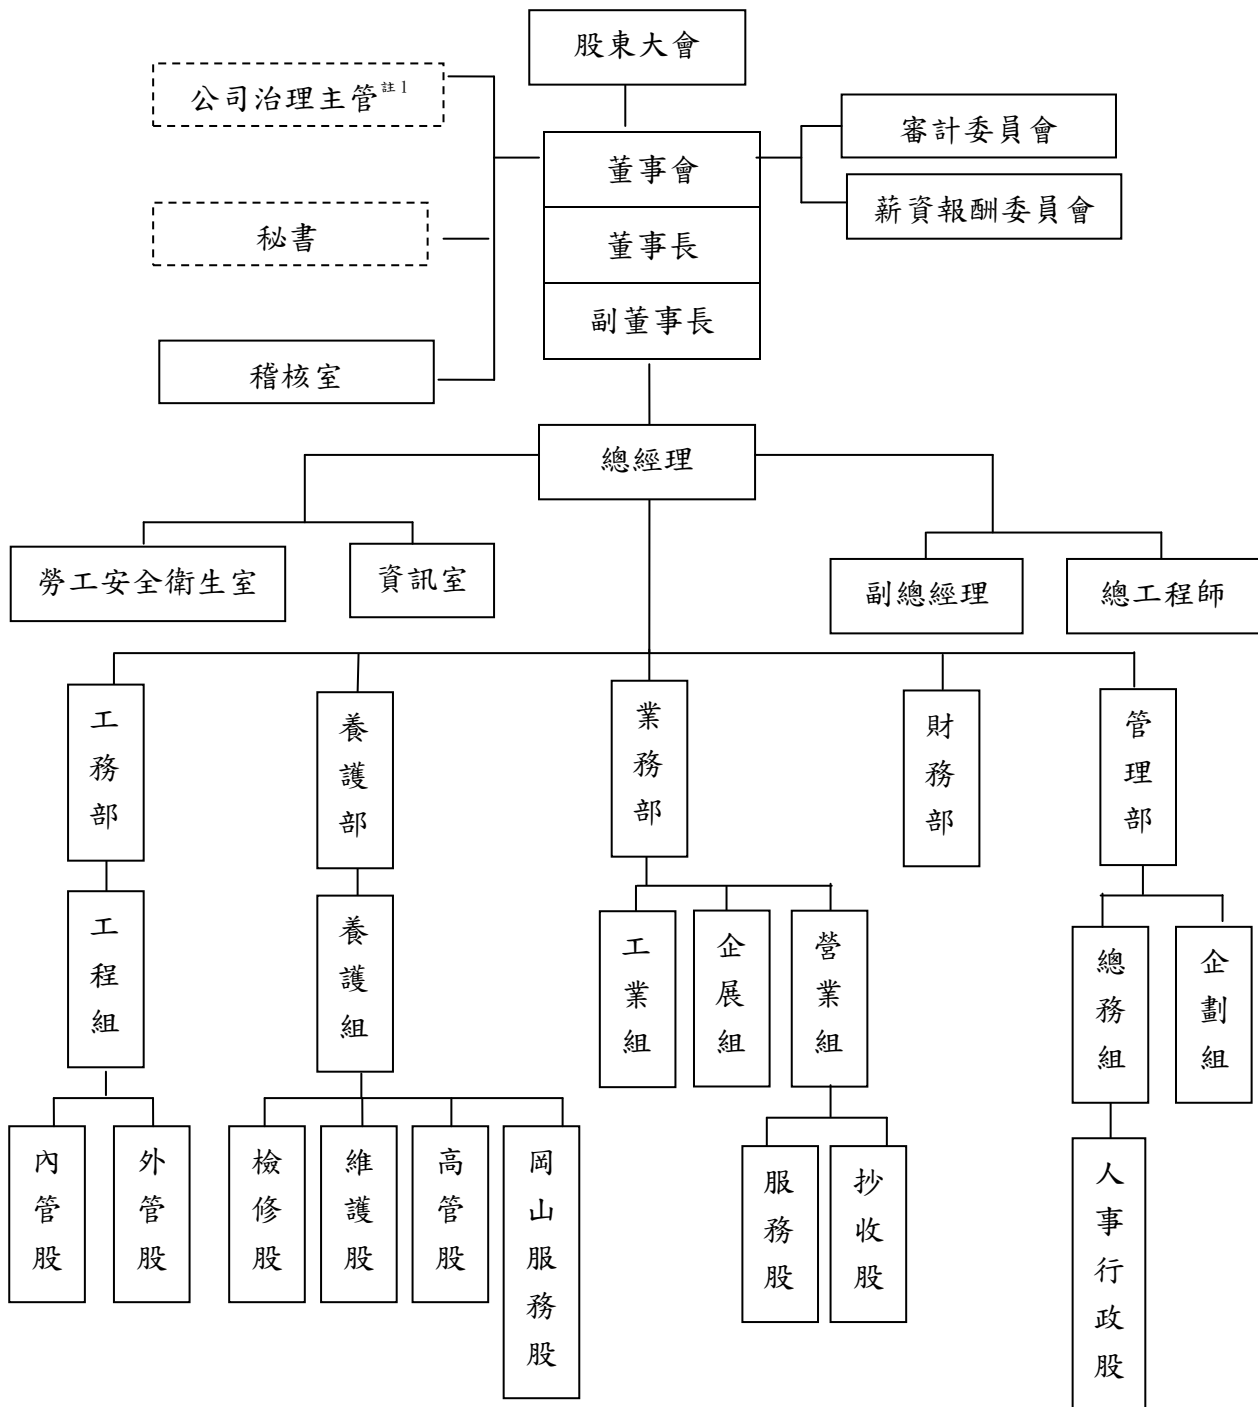 股東大會
公司治理主管註1
審計委員會
董事會
薪資報酬委員會
秘書
董事長
副董事長
稽核室
總經理
勞工安全衛生室
資訊室
副總經理
總工程師
工務部
養護部
業務部
財務部
管理部
工程組
養護組
工業組
企展組
營業組
總務組
企劃組
內管股
外管股
檢修股
維護股
高管股
岡山服務股
服務股
抄收股
人事行政股